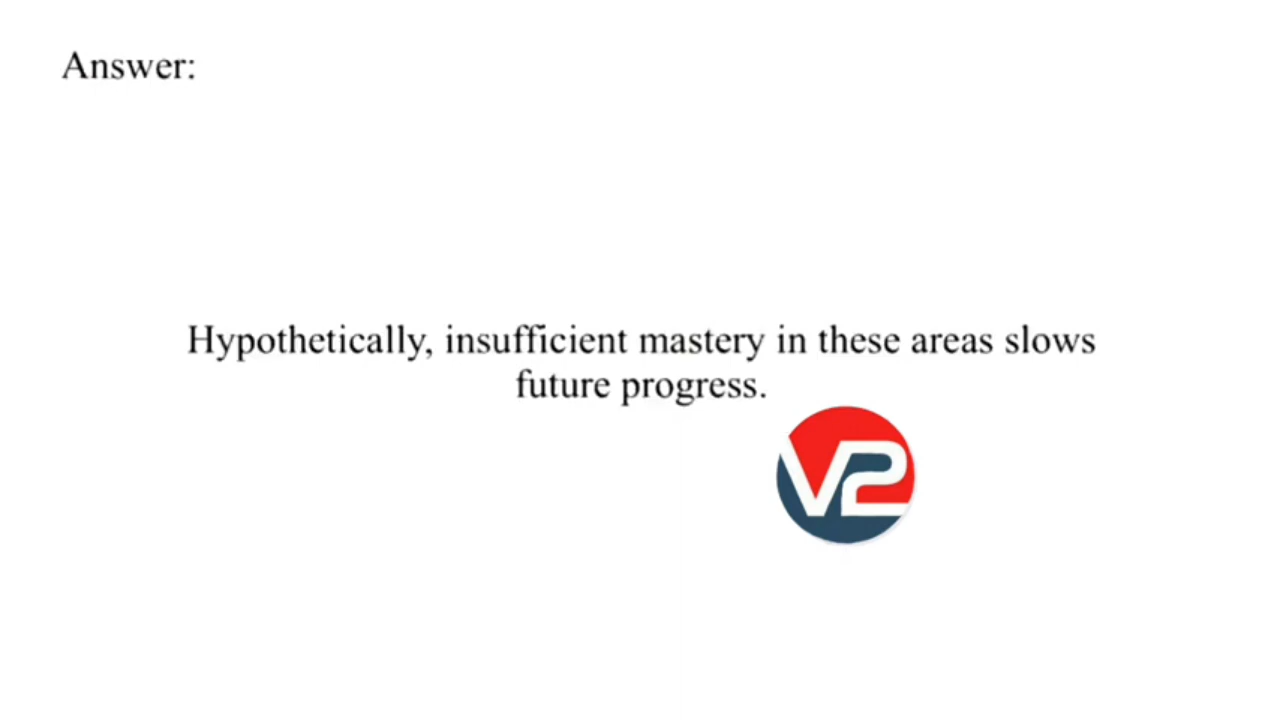 Answer:
Hypothetically, insufficient mastery in these areas slows
future progress.
V2